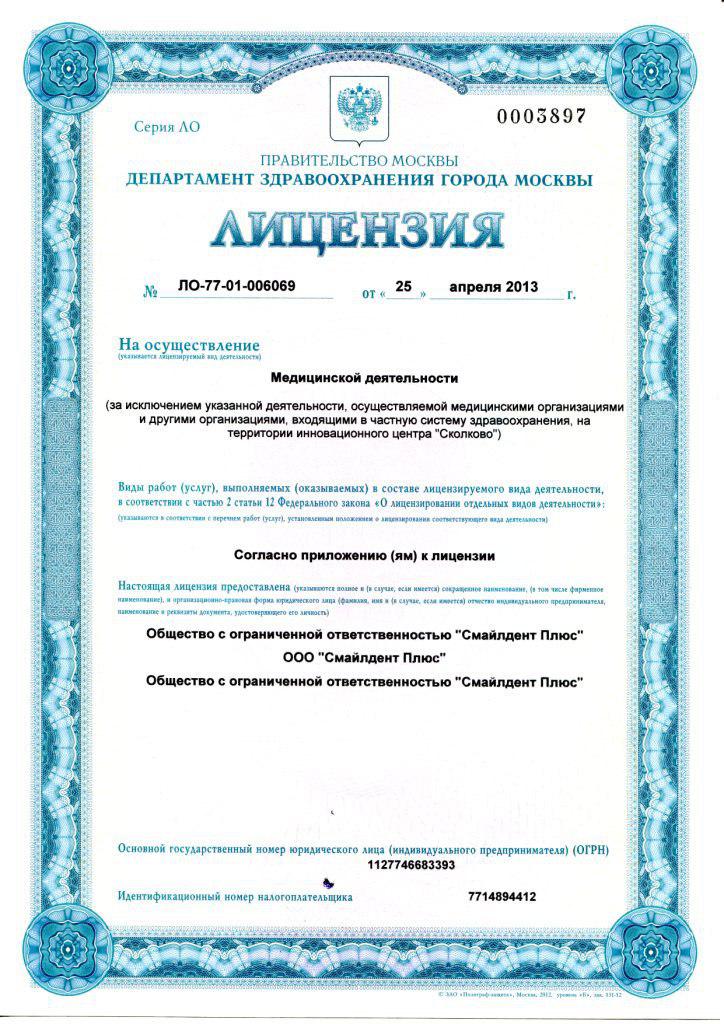 Серия ЛО
0003897
ПРАВИТЕЛЬСТВО МОСКВЫ
ДЕПАРТАМЕНТ ЗДРАВООХРАНЕНИЯ ГОРОДА МОСКВЫ
ЛИЦЕНЗИЯ
№ ЛО-77-01-006069 от « 25 » апреля 2013 г.
На осуществление
(указывается лицензируемый вид деятельности)
Медицинской деятельности
(за исключением указанной деятельности, осуществляемой медицинскими организациями
и другими организациями, входящими в частную систему здравоохранения, на
территории инновационного центра "Сколково")
Виды работ (услуг), выполняемых (оказываемых) в составе лицензируемого вида деятельности,
в соответствии с частью 2 статьи 12 Федерального закона «О лицензировании отдельных видов деятельности»:
(указываются в соответствии с перечнем работ (услуг), установленным положением о лицензировании соответствующего вида деятельности)
Согласно приложению (ям) к лицензии
Настоящая лицензия предоставлена (указываются полное и (в случае, если имеется) сокращенное наименование, (в том числе фирменное
наименование), и организационно-правовая форма юридического лица (фамилия, имя и (в случае, если имеется) отчество индивидуального предпринимателя,
наименование и реквизиты документа, удостоверяющего его личность)
Общество с ограниченной ответственностью "Смайлдент Плюс"
ООО "Смайлдент Плюс"
Общество с ограниченной ответственностью "Смайлдент Плюс"
Основной государственный номер юридического лица (индивидуального предпринимателя) (ОГРН)
1127746683393
Идентификационный номер налогоплательщика 7714894412
© ЗАО «Полиграф-защита», Москва, 2012, уровень «Б», зак. 131-12